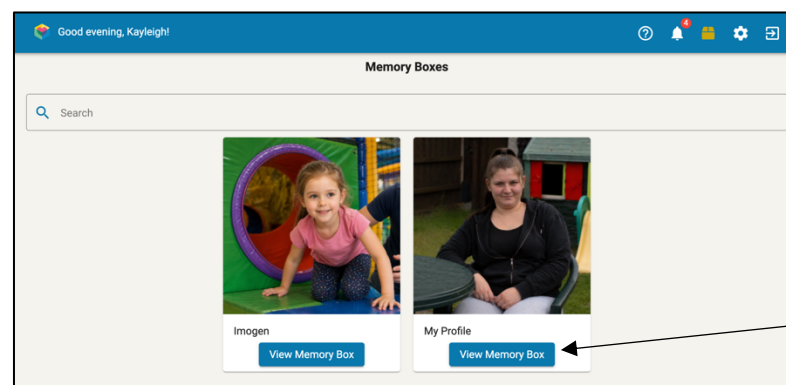 Good evening, Kayleigh!
4
Memory Boxes
Search
Imogen
My Profile
View Memory Box
View Memory Box